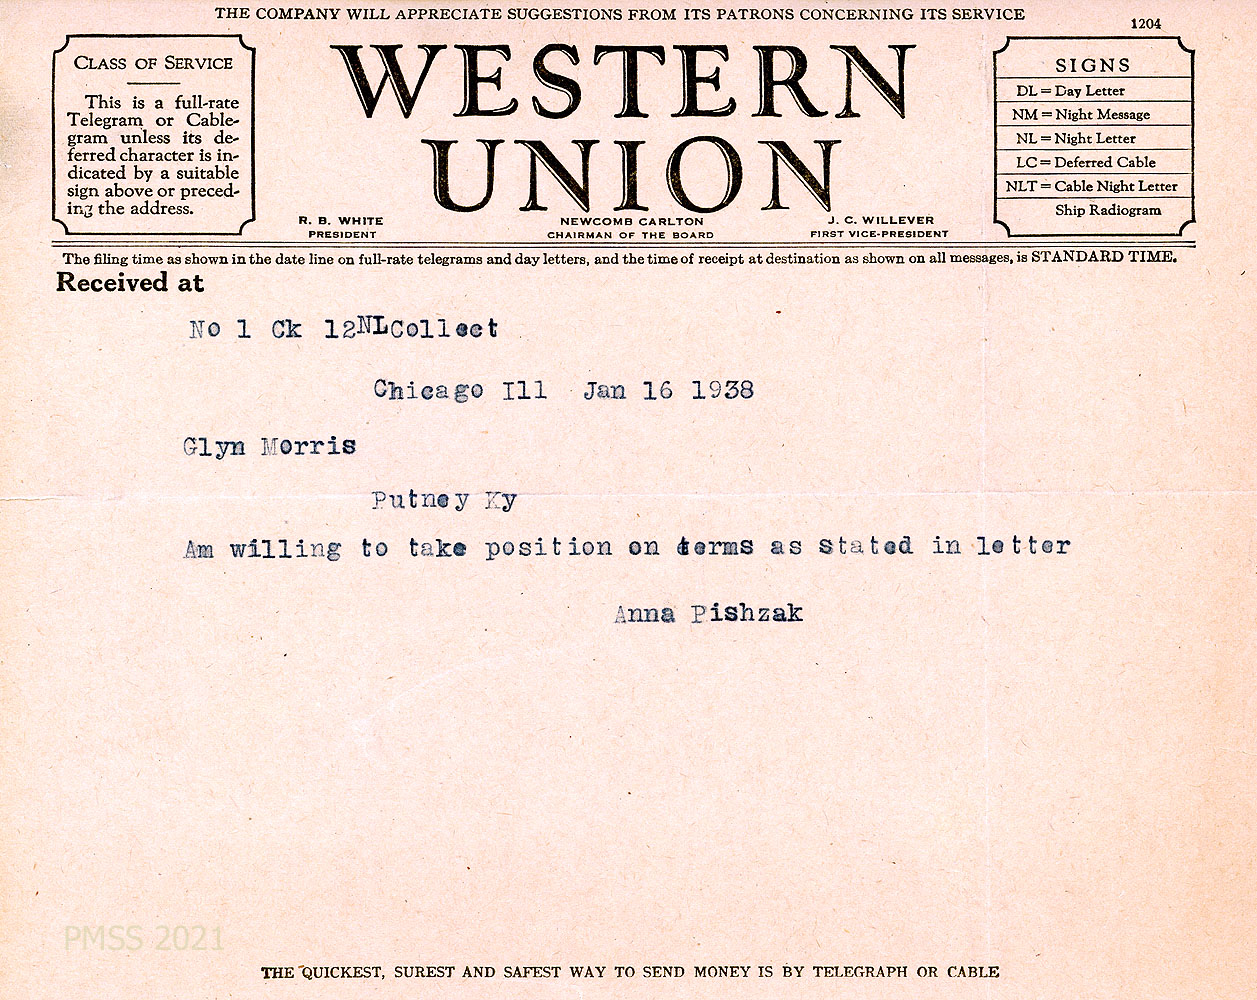 THE COMPANY WILL APPRECIATE SUGGESTIONS FROM ITS PATRONS CONCERNING ITS SERVICE
1204
CLASS OF SERVICE
This is a full-rate
Telegram or Cable-
gram unless its de-
ferred character is in-
dicated by a suitable
sign above or preced-
ing the address.
WESTERN
UNION
R. B. WHITE
PRESIDENT
NEWCOMB CARLTON
CHAIRMAN OF THE BOARD
J. C. WILLEVER
FIRST VICE-PRESIDENT
SIGNS
DL = Day Letter
NM = Night Message
NL = Night Letter
LC = Deferred Cable
NLT = Cable Night Letter
Ship Radiogram
The filing time as shown in the date line on full-rate telegrams and day letters, and the time of receipt at destination as shown on all messages, is STANDARD TIME.
Received at
No 1 Ck 12NLCollect
Chicago Ill Jan 16 1938
Glyn Morris
Putney Ky
Am willing to take position on terms as stated in letter
Anna Pishzak
PMSS 2021
THE QUICKEST, SUREST AND SAFEST WAY TO SEND MONEY IS BY TELEGRAPH OR CABLE